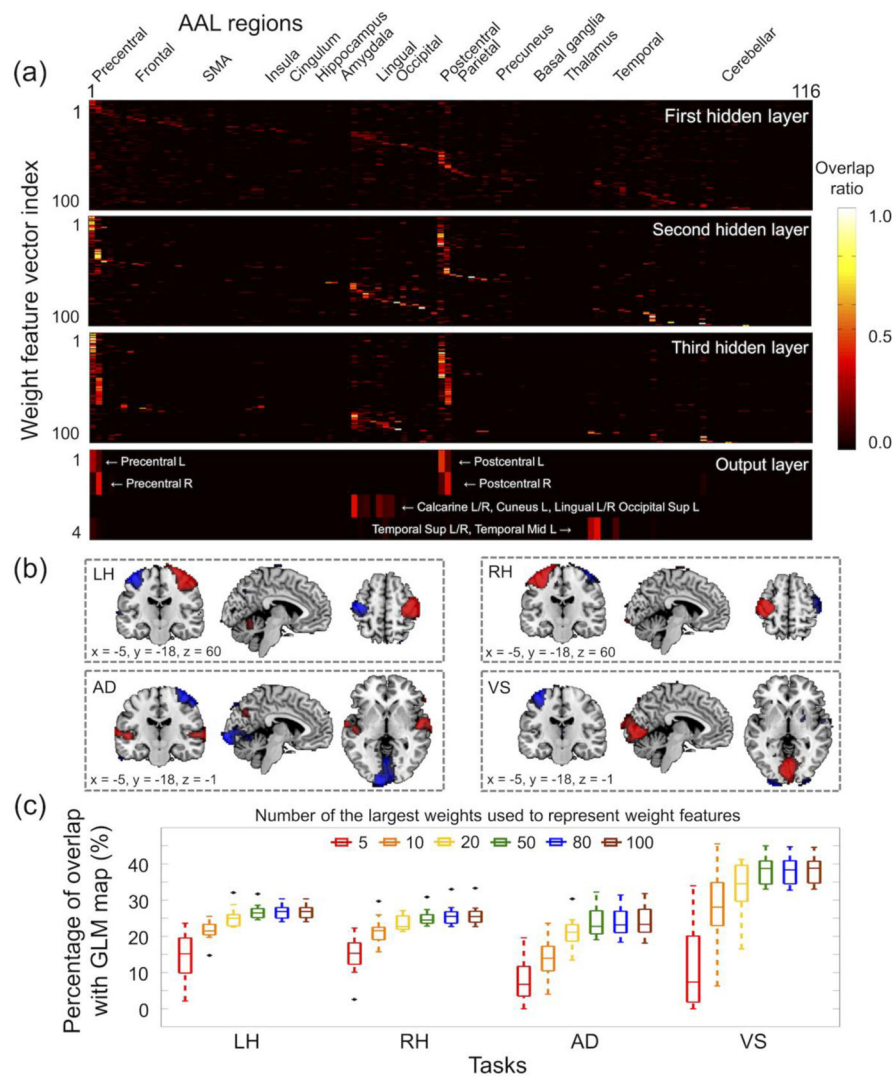 AAL regions
(a)
Precentral
Frontal
SMA
Insula
Cingulum
Hippocampus
Amygdala
Lingual
Occipital
Postcentral
Parietal
Precuneus
Basal ganglia
Thalamus
Temporal
Cerebellar
1
116
Weight feature vector index
1
First hidden layer
100
1
Second hidden layer
100
1
Third hidden layer
100
1
← Precentral L
← Postcentral L
Output layer
← Precentral R
← Postcentral R
← Calcarine L/R, Cuneus L, Lingual L/R Occipital Sup L
4
Temporal Sup L/R, Temporal Mid L →
Overlap
ratio
1.0
0.5
0.0
(b)
LH
x = -5, y = -18, z = 60
RH
x = -5, y = -18, z = 60
AD
x = -5, y = -18, z = -1
VS
x = -5, y = -18, z = -1
(c)
Number of the largest weights used to represent weight features
5 10 20 50 80 100
Percentage of overlap
with GLM map (%)
40
30
20
10
0
LH RH AD VS
Tasks